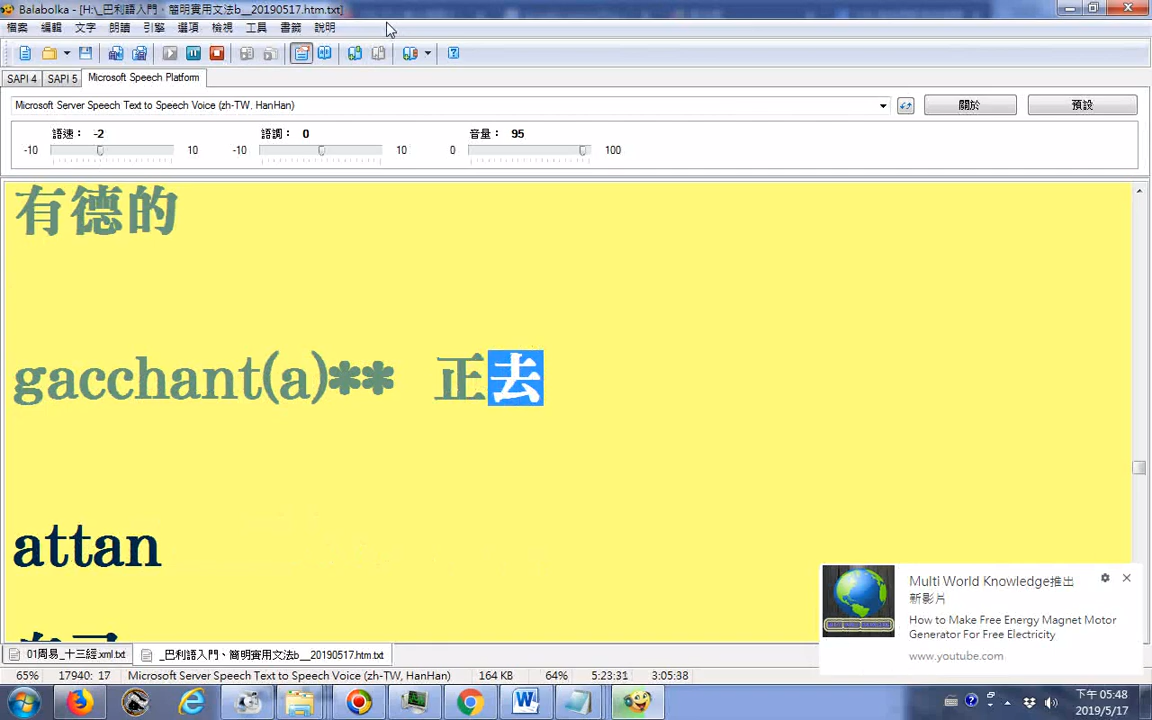 Balabolka - [H:\_巴利語入門、簡明實用文法b__20190517.htm.txt]
檔案 編輯 文字 朗讀 引擎 選項 檢視 工具 書籤 說明
SAPI 4 SAPI 5 Microsoft Speech Platform
Microsoft Server Speech Text to Speech Voice (zh-TW, HanHan)
關於 預設
語速： -2 語調： 0 音量： 95
-10 10 -10 10 0 100
有德的
gacchant(a)** 正去
attan
Multi World Knowledge推出
新影片
How to Make Free Energy Magnet Motor
Generator For Free Electricity
www.youtube.com
01周易_十三經.xml.txt _巴利語入門、簡明實用文法b__20190517.htm.txt
65% 17940: 17 Microsoft Server Speech Text to Speech Voice (zh-TW, HanHan) 164 KB 64% 5:23:31 3:05:38
下午 05:48
2019/5/17